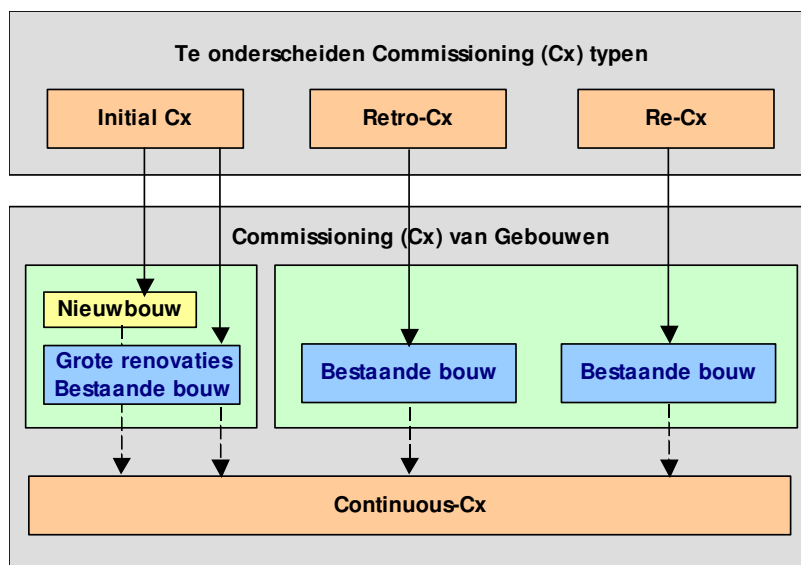 Te onderscheiden Commissioning (Cx) typen
Initial Cx
Retro-Cx
Re-Cx
Commissioning (Cx) van Gebouwen
Nieuwbouw
Grote renovaties
Bestaande bouw
Bestaande bouw
Bestaande bouw
Continuous-Cx